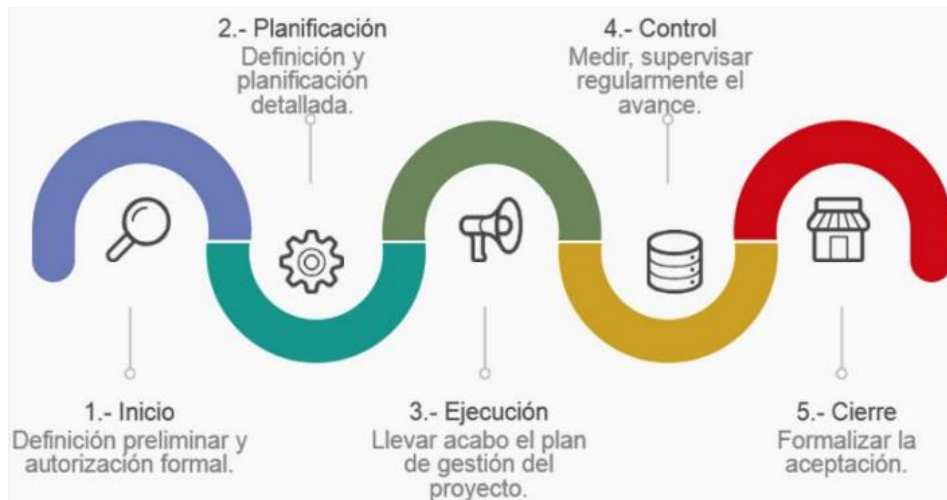 1.- Inicio
Definición preliminar y
autorización formal.
2.- Planificación
Definición y
planificación
detallada.
3.- Ejecución
Llevar acabo el plan
de gestión del
proyecto.
4.- Control
Medir, supervisar
regularmente el
avance.
5.- Cierre
Formalizar la
aceptación.